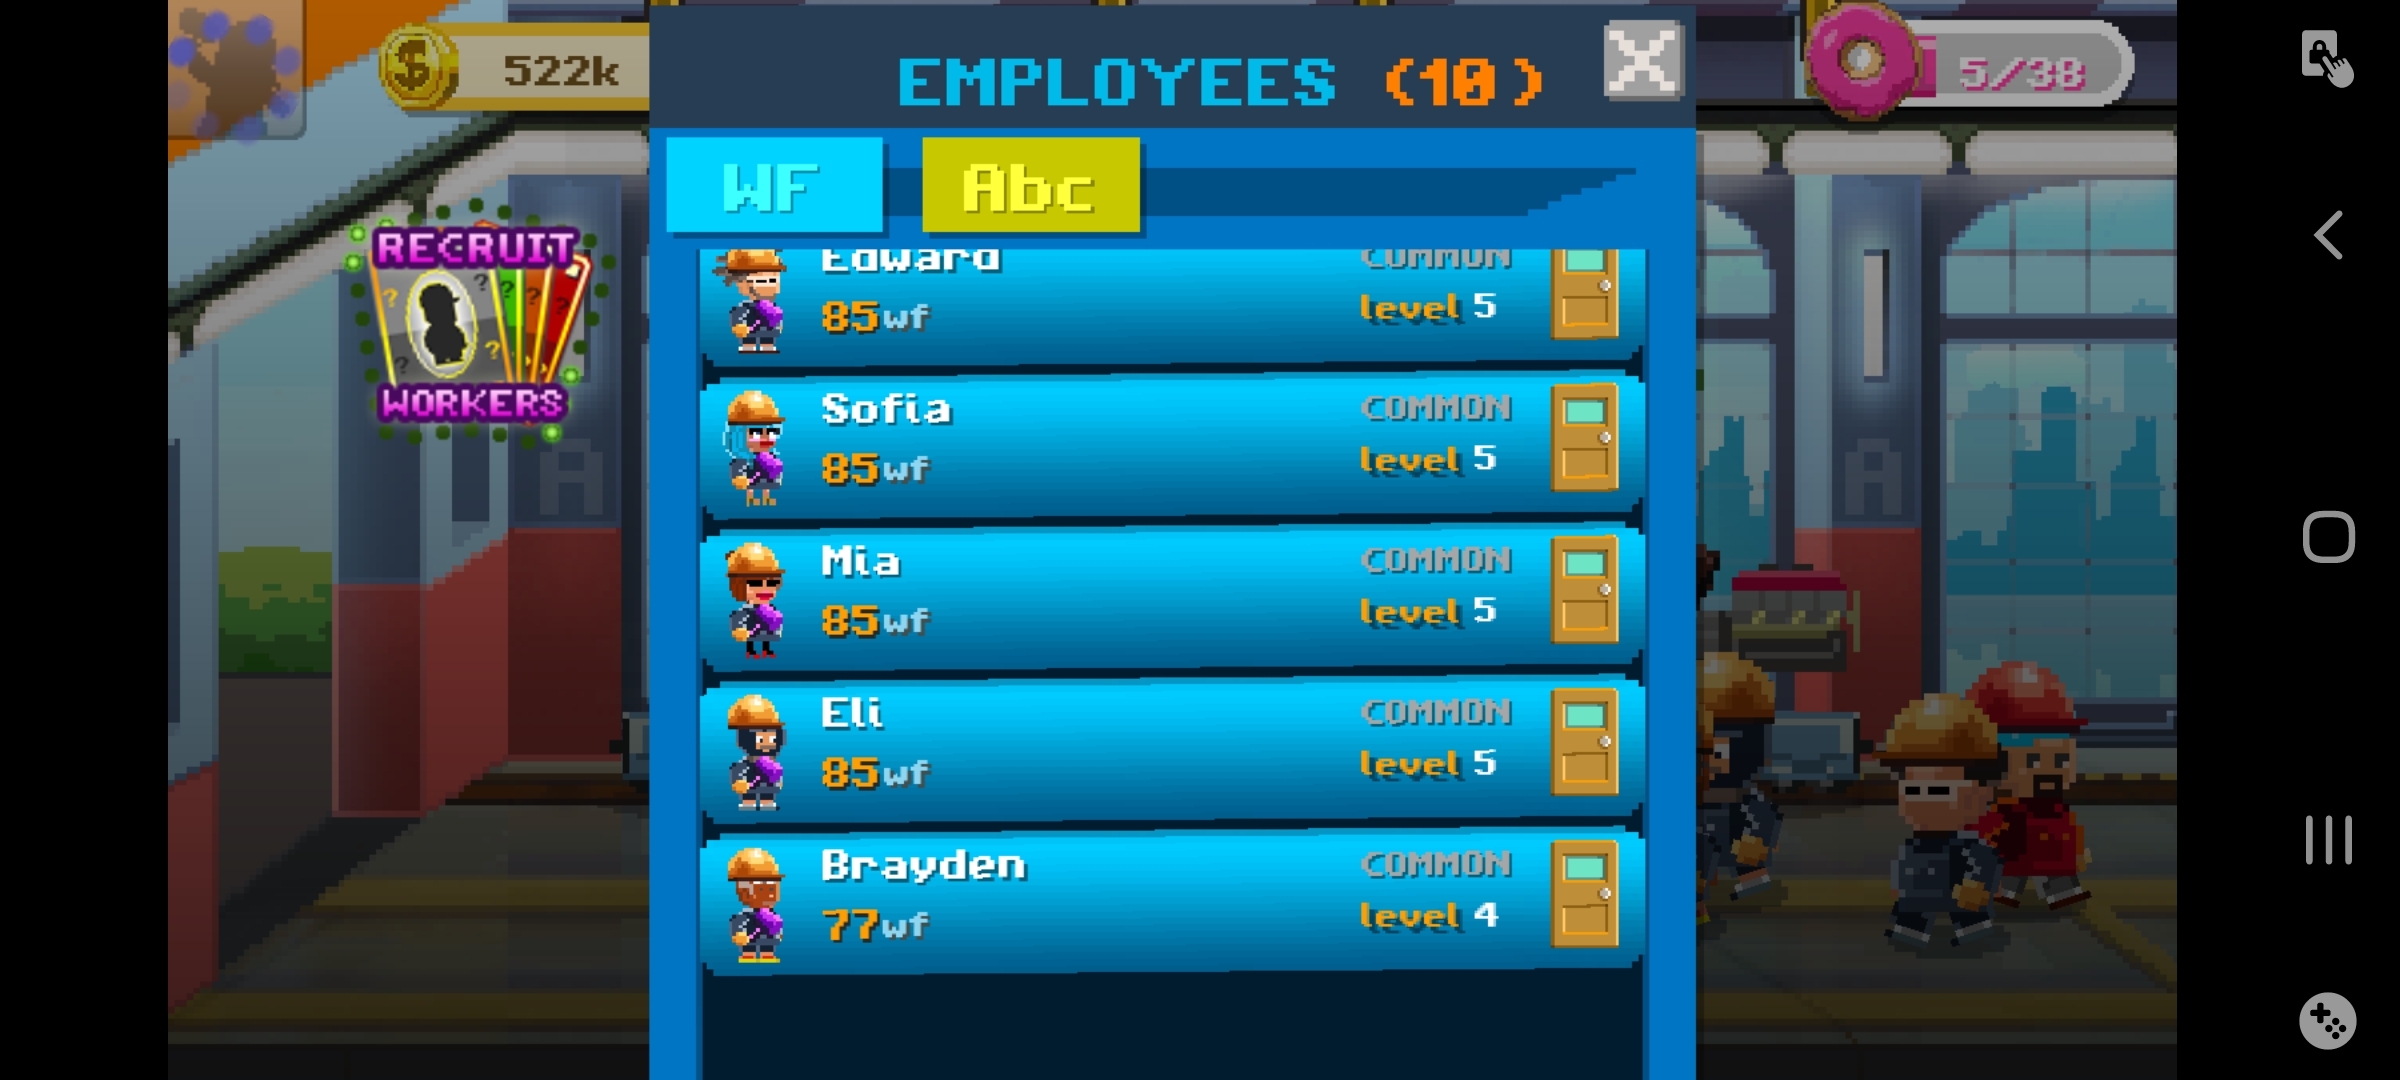 522k
EMPLOYEES (10)
5/38
WF
Abc
RECRUIT
WORKERS
Edward
COMMON
85wf
level 5
Sofia
COMMON
85wf
level 5
Mia
COMMON
85wf
level 5
Eli
COMMON
85wf
level 5
Brayden
COMMON
77wf
level 4
A
A